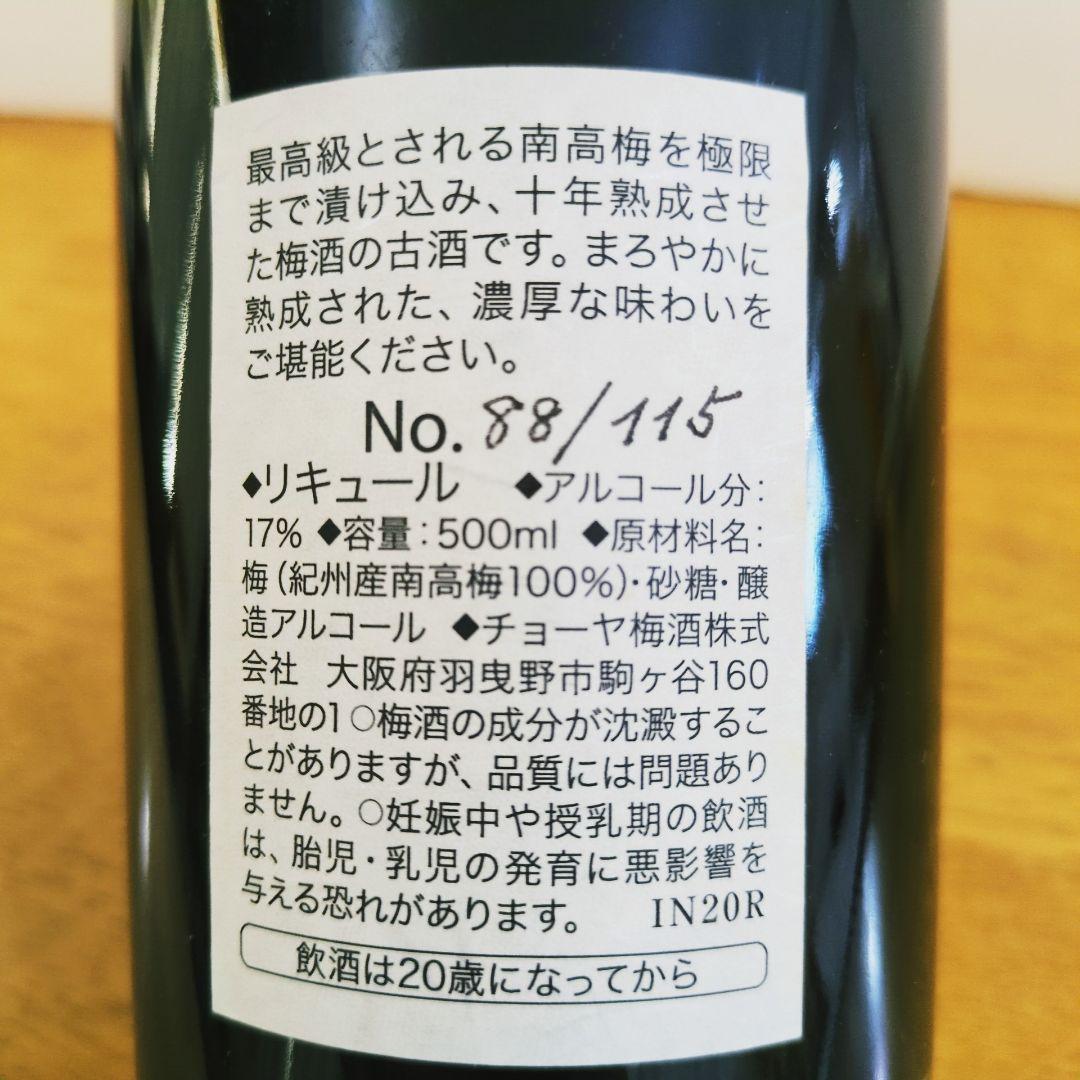 最高級とされる南高梅を極限
まで漬け込み、十年熟成させ
た梅酒の古酒です。まろやかに
熟成された、濃厚な味わいを
ご堪能ください。
No. 88/115
◆リキュール ◆アルコール分:
17% ◆容量:500ml ◆原材料名:
梅(紀州産南高梅100%)・砂糖・醸
造アルコール ◆チョーヤ梅酒株式
会社 大阪府羽曳野市駒ヶ谷160
番地の1 ○梅酒の成分が沈澱するこ
とがありますが、品質には問題あり
ません。○妊娠中や授乳期の飲酒
は、胎児・乳児の発育に悪影響を
与える恐れがあります。 IN20R
飲酒は20歳になってから